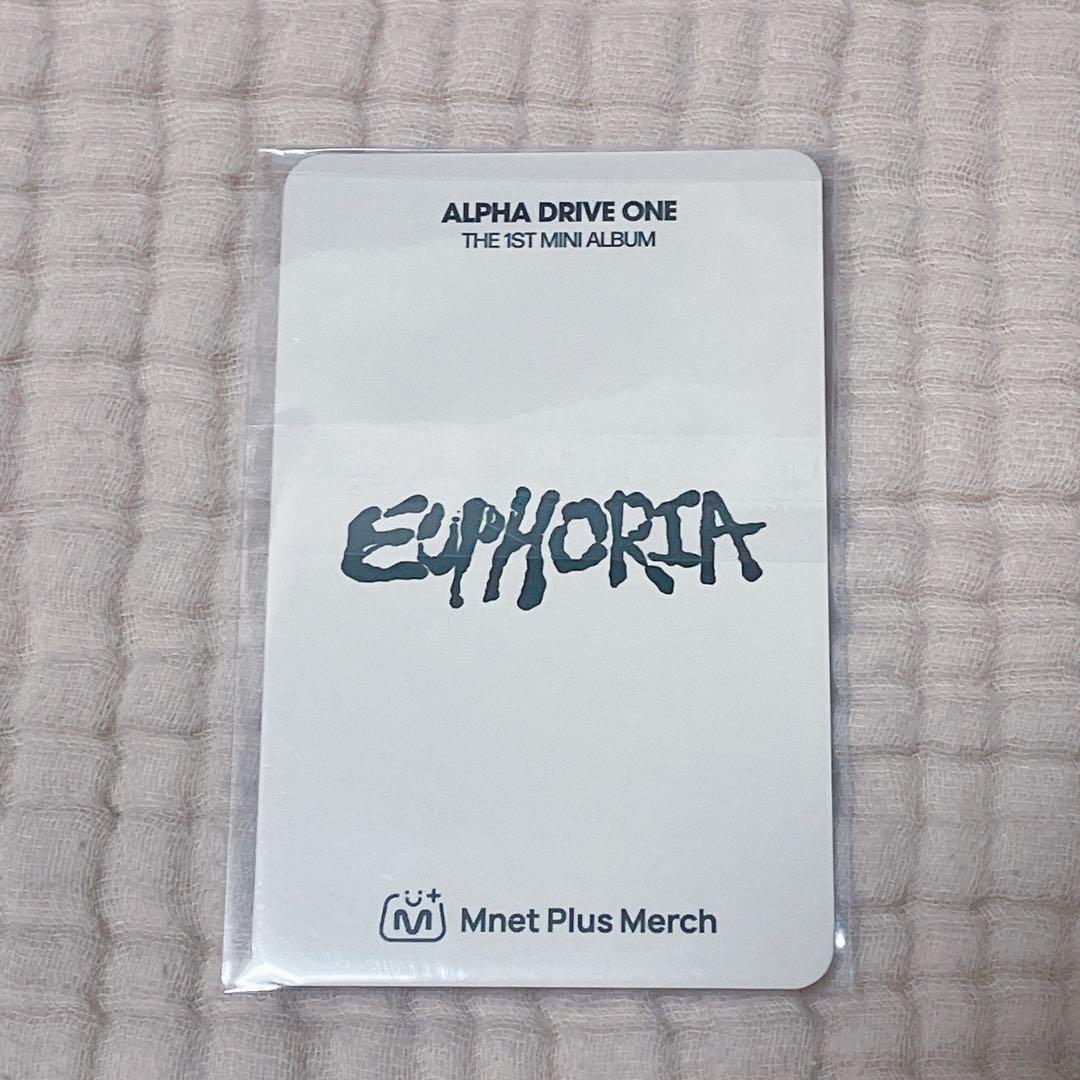 ALPHA DRIVE ONE
THE 1ST MINI ALBUM
EUPHORIA
M+ Mnet Plus Merch